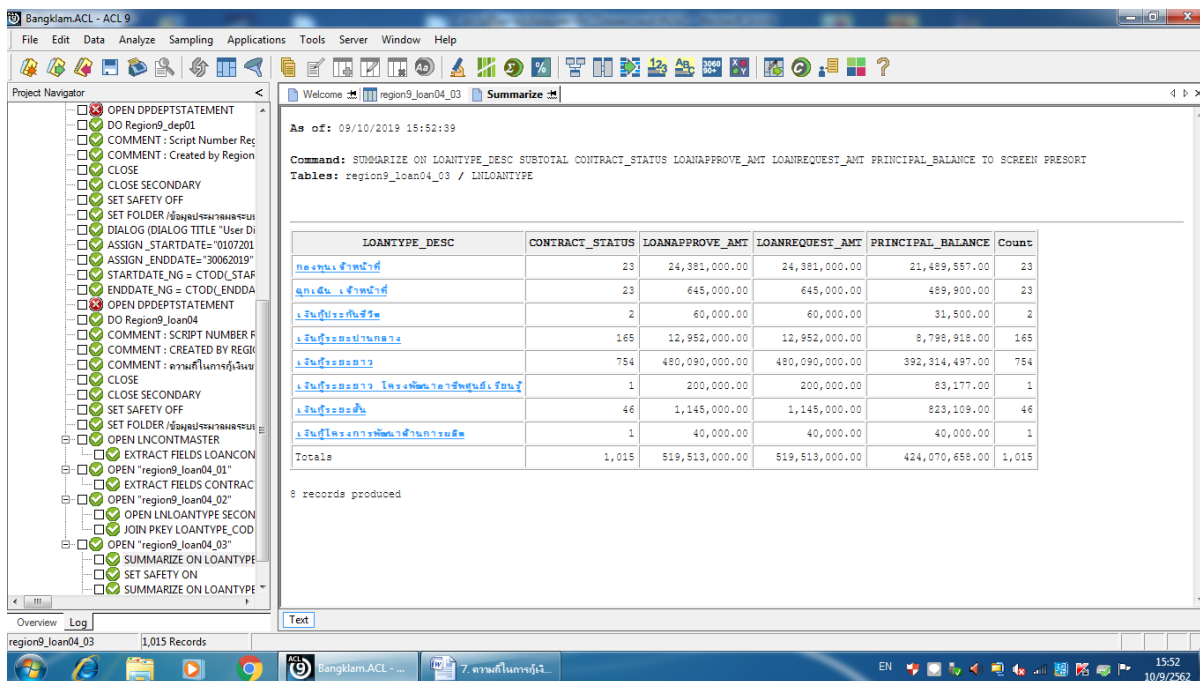 Bangklam.ACL - ACL 9
File Edit Data Analyze Sampling Applications Tools Server Window Help
Project Navigator
Welcome region9_loan04_03 Summarize
OPEN DPDEPTSTATEMENT
DO Region9_dep01
COMMENT : Script Number Reg
COMMENT : Created by Region
CLOSE
CLOSE SECONDARY
SET SAFETY OFF
SET FOLDER /ข้อมูลประมวลผลระบบ
DIALOG (DIALOG TITLE "User Di
ASSIGN _STARTDATE="0107201
ASSIGN _ENDDATE="30062019"
STARTDATE_NG = CTOD(_STAR
ENDDATE_NG = CTOD(_ENDDA
OPEN DPDEPTSTATEMENT
DO Region9_loan04
COMMENT : SCRIPT NUMBER R
COMMENT : CREATED BY REGI
COMMENT : ความถี่ในการกู้เงินข
CLOSE
CLOSE SECONDARY
SET SAFETY OFF
SET FOLDER /ข้อมูลประมวลผลระบบ
OPEN LNCONTMASTER
EXTRACT FIELDS LOANCON
OPEN "region9_loan04_01"
EXTRACT FIELDS CONTRAC
OPEN "region9_loan04_02"
OPEN LNLOANTYPE SECON
JOIN PKEY LOANTYPE_COD
OPEN "region9_loan04_03"
SUMMARIZE ON LOANTYPE
SET SAFETY ON
SUMMARIZE ON LOANTYPE
Overview Log
As of: 09/10/2019 15:52:39
Command: SUMMARIZE ON LOANTYPE_DESC SUBTOTAL CONTRACT_STATUS LOANAPPROVE_AMT LOANREQUEST_AMT PRINCIPAL_BALANCE TO SCREEN PRESORT
Tables: region9_loan04_03 / LNLOANTYPE
LOANTYPE_DESC CONTRACT_STATUS LOANAPPROVE_AMT LOANREQUEST_AMT PRINCIPAL_BALANCE Count
กองทุนเจ้าหน้าที่ 23 24,381,000.00 24,381,000.00 21,489,557.00 23
ฉุกเฉิน เจ้าหน้าที่ 23 645,000.00 645,000.00 489,900.00 23
เงินกู้ประกันชีวิต 2 60,000.00 60,000.00 31,500.00 2
เงินกู้ระยะปานกลาง 165 12,952,000.00 12,952,000.00 8,798,918.00 165
เงินกู้ระยะยาว 754 480,090,000.00 480,090,000.00 392,314,497.00 754
เงินกู้ระยะยาว โครงพัฒนาอาชีพศูนย์เรียนรู้ 1 200,000.00 200,000.00 83,177.00 1
เงินกู้ระยะสั้น 46 1,145,000.00 1,145,000.00 823,109.00 46
เงินกู้โครงการพัฒนาด้านการผลิต 1 40,000.00 40,000.00 40,000.00 1
Totals 1,015 519,513,000.00 519,513,000.00 424,070,658.00 1,015
8 records produced
Text
region9_loan04_03 1,015 Records
Bangklam.ACL - ... 7. ความถี่ในการกู้เงิ... EN 15:52
10/9/2562